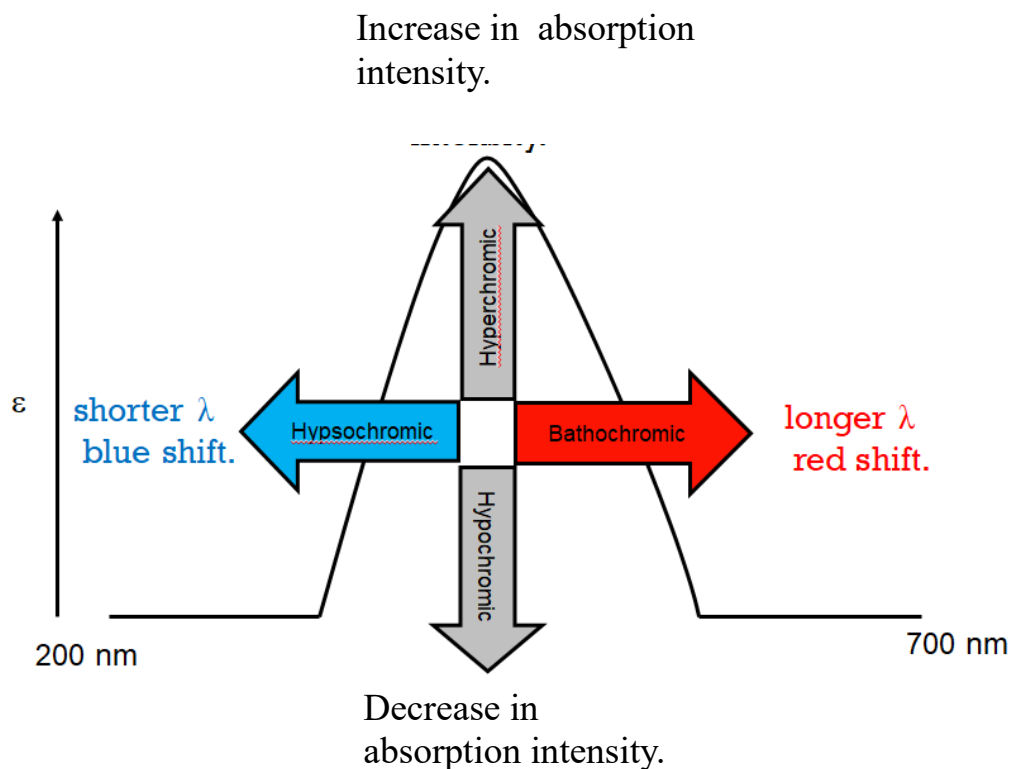 Increase in absorption
intensity.
Hyperchromic
ε
shorter λ
blue shift.
Hypsochromic
Bathochromic
longer λ
red shift.
Hypochromic
200 nm
700 nm
Decrease in
absorption intensity.